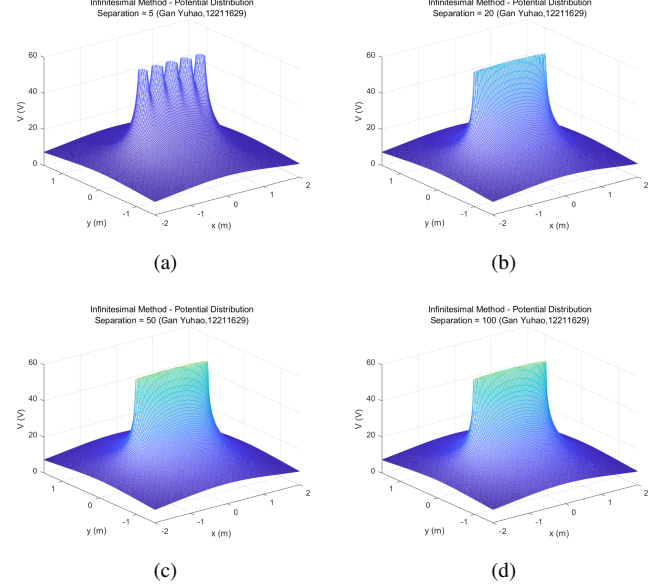 Infinitesimal Method - Potential Distribution
Separation = 5 (Gan Yuhao,12211629)
60
40
20
0
V (V)
1
0
-1
y (m)
-2
-1
0
1
2
x (m)
(a)
Infinitesimal Method - Potential Distribution
Separation = 20 (Gan Yuhao,12211629)
60
40
20
0
V (V)
1
0
-1
y (m)
-2
-1
0
1
2
x (m)
(b)
Infinitesimal Method - Potential Distribution
Separation = 50 (Gan Yuhao,12211629)
60
40
20
0
V (V)
1
0
-1
y (m)
-2
-1
0
1
2
x (m)
(c)
Infinitesimal Method - Potential Distribution
Separation = 100 (Gan Yuhao,12211629)
60
40
20
0
V (V)
1
0
-1
y (m)
-2
-1
0
1
2
x (m)
(d)